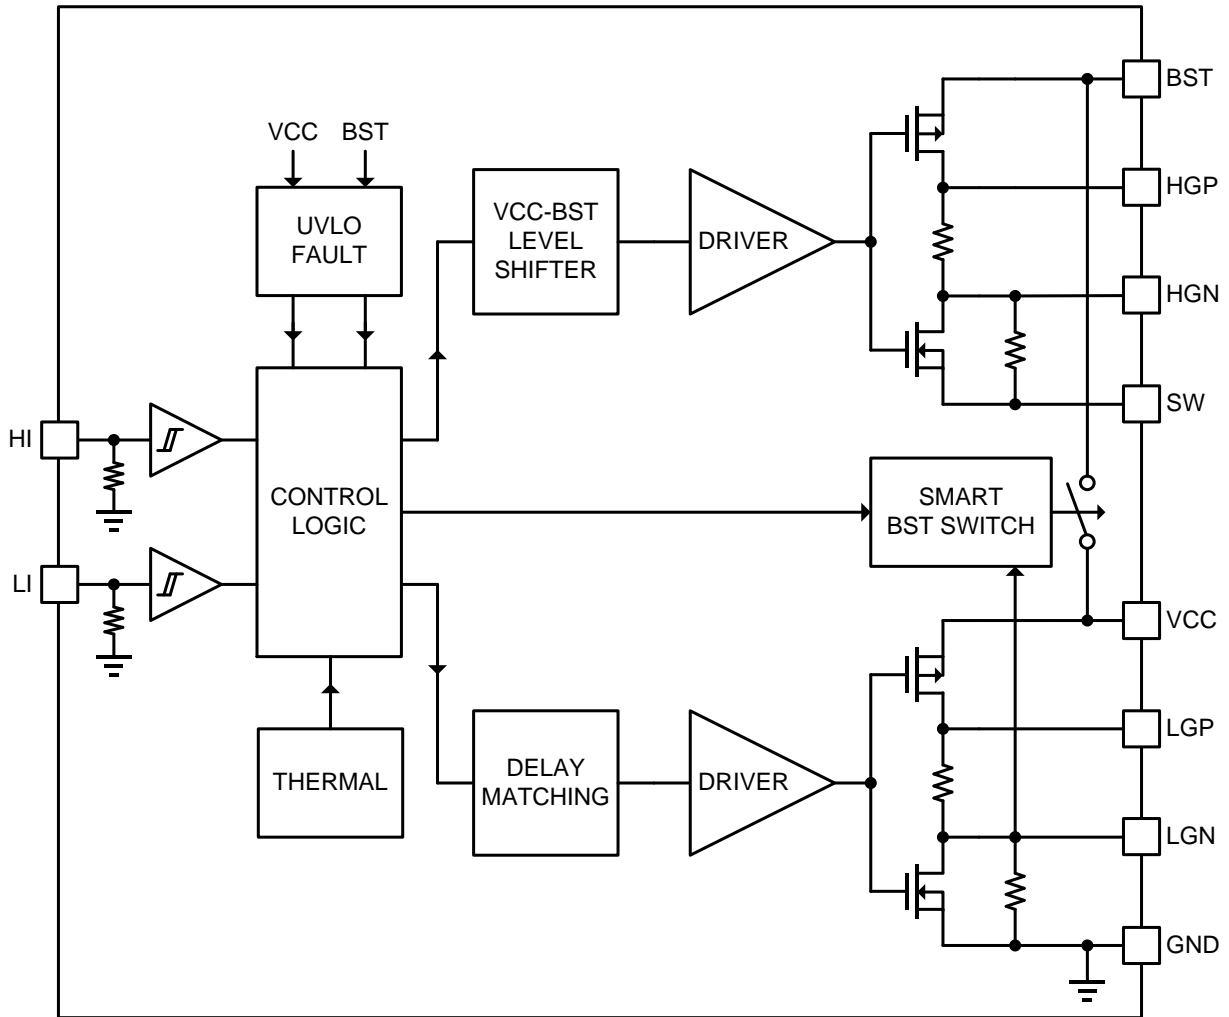 BST
VCC BST
HGP
UVLO
FAULT
VCC-BST
LEVEL
SHIFTER
DRIVER
HGN
SW
HI
CONTROL
LOGIC
SMART
BST SWITCH
LI
VCC
LGP
THERMAL
DELAY
MATCHING
DRIVER
LGN
GND